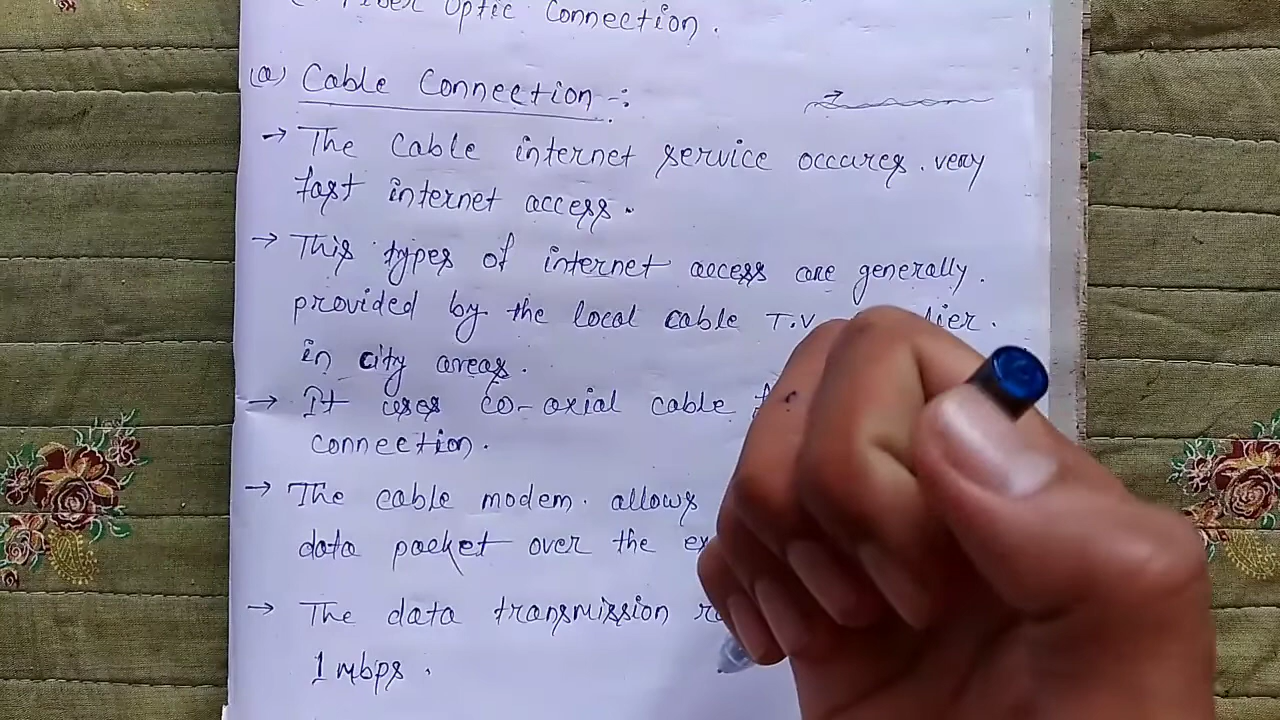 Fiber Optic Connection.
(a) Cable Connection -:
→ The cable internet service occures. very
fast internet access.
→ This types of internet access are generally.
provided by the local cable T.V
in city areas.
→ It uses co-axial cable
connection.
→ The cable modem. allows
data packet over the
→ The data transmission
1 mbps.